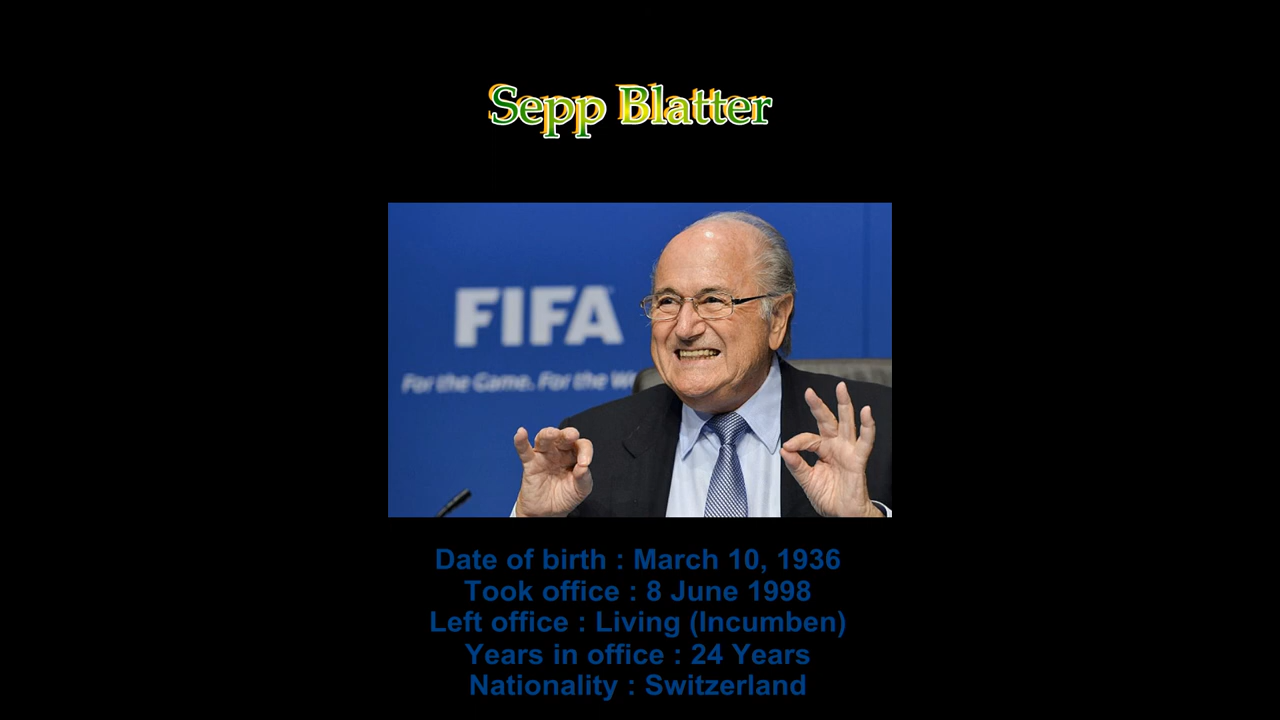 Sepp Blatter
FIFA
For the Game. For the W
Date of birth : March 10, 1936
Took office : 8 June 1998
Left office : Living (Incumben)
Years in office : 24 Years
Nationality : Switzerland